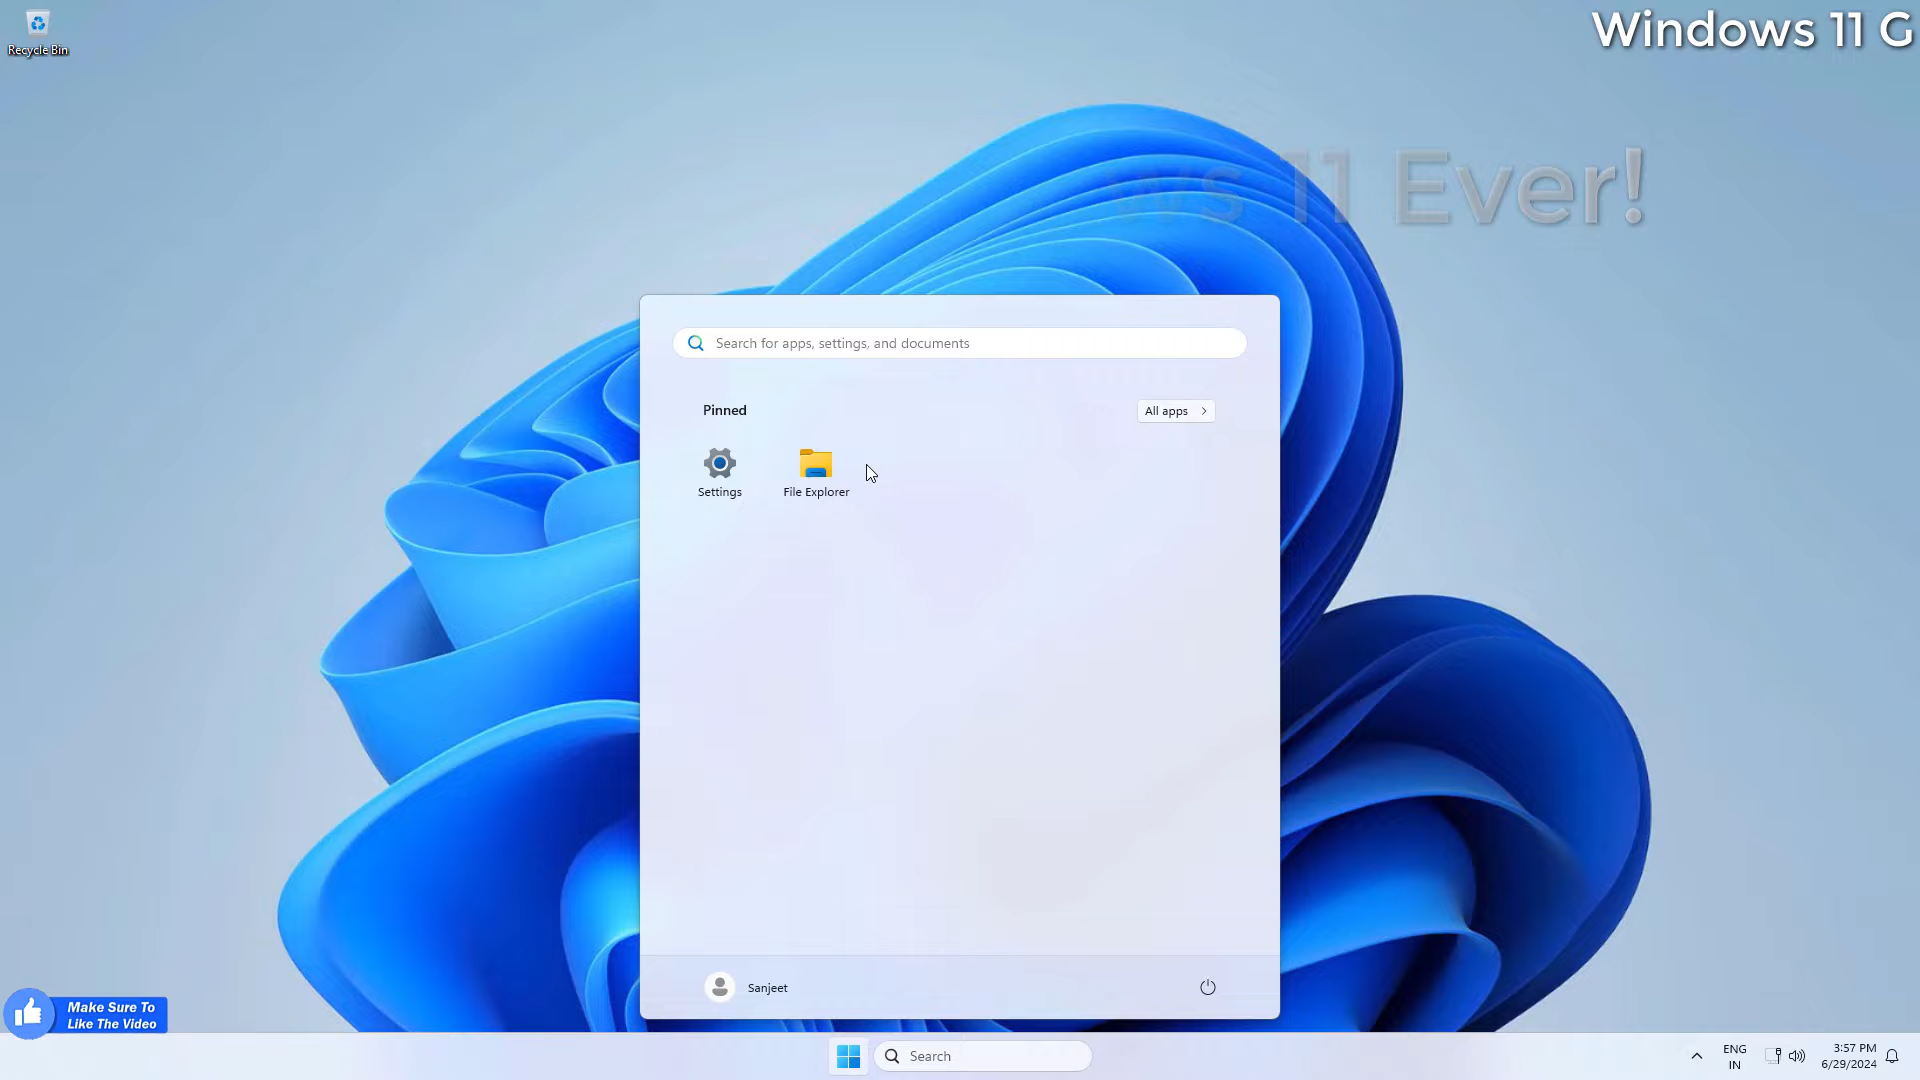 Recycle Bin
Windows 11 G
11 Ever!
Search for apps, settings, and documents
Pinned
All apps
Settings
File Explorer
Sanjeet
Make Sure To
Like The Video
Search
ENG
IN
3:57 PM
6/29/2024